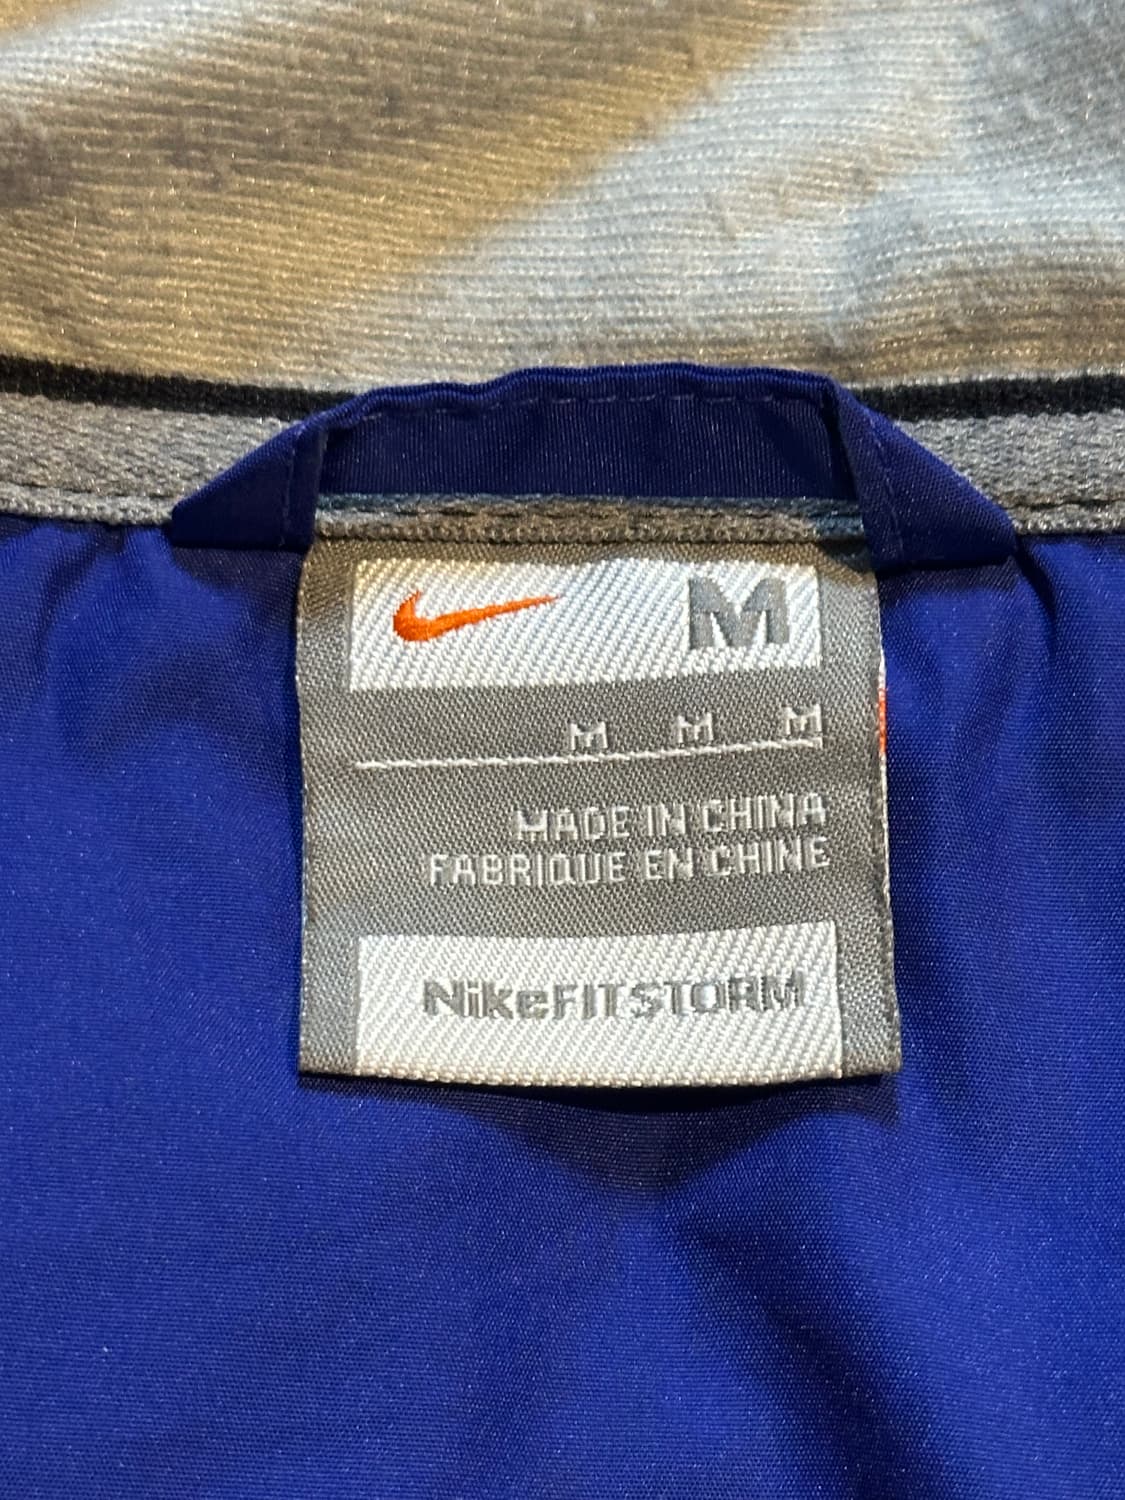 M
M M M
MADE IN CHINA
FABRIQUE EN CHINE
NikeFITSTORM